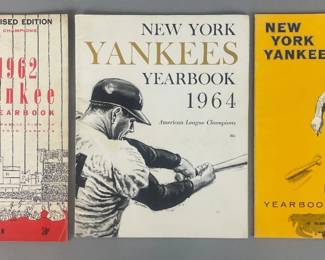 ISED EDITION
CHAMPIONS
1962
ankee
EARBOOK
NEW YORK
YANKEES
YEARBOOK
1964
American League Champions
NEW
YORK
YANKEE
YEARBOO